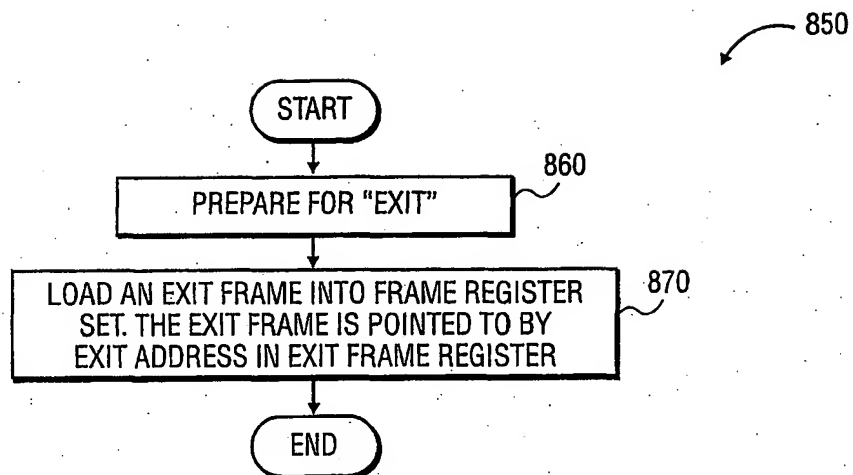 850
START
860
PREPARE FOR “EXIT”
LOAD AN EXIT FRAME INTO FRAME REGISTER
870
SET. THE EXIT FRAME IS POINTED TO BY
EXIT ADDRESS IN EXIT FRAME REGISTER
END